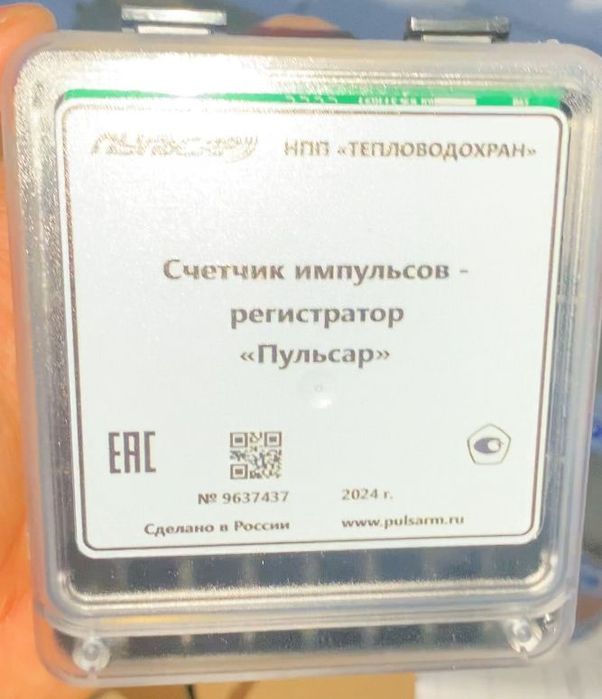 ПУЛЬСАР НПП «ТЕПЛОВОДОХРАН»
Счетчик импульсов -
регистратор
«Пульсар»
ЕАС
№ 9637437 2024 г.
Сделано в России www.pulsarm.ru